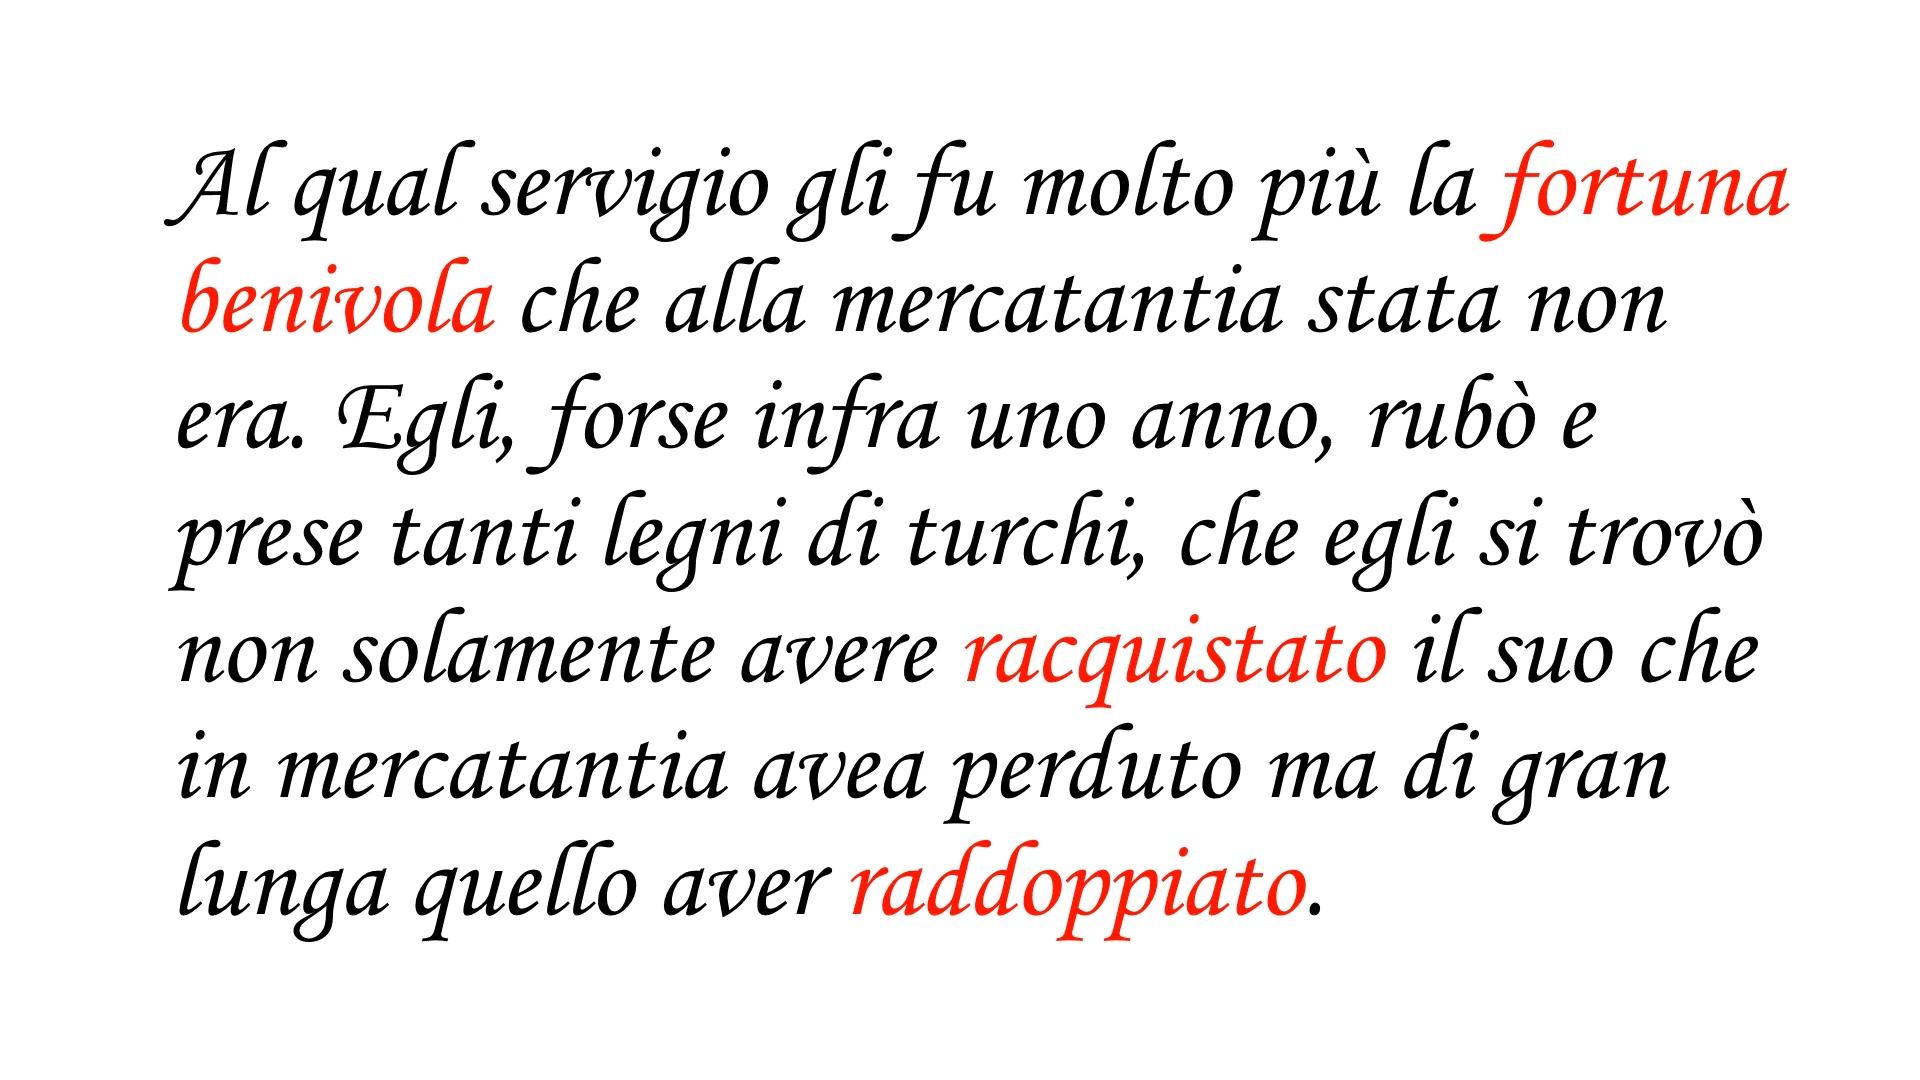 Al qual servigio gli fu molto più la fortuna
benivola che alla mercatantia stata non
era. Egli, forse infra uno anno, rubò e
prese tanti legni di turchi, che egli si trovò
non solamente avere racquistato il suo che
in mercatantia avea perduto ma di gran
lunga quello aver raddoppiato.